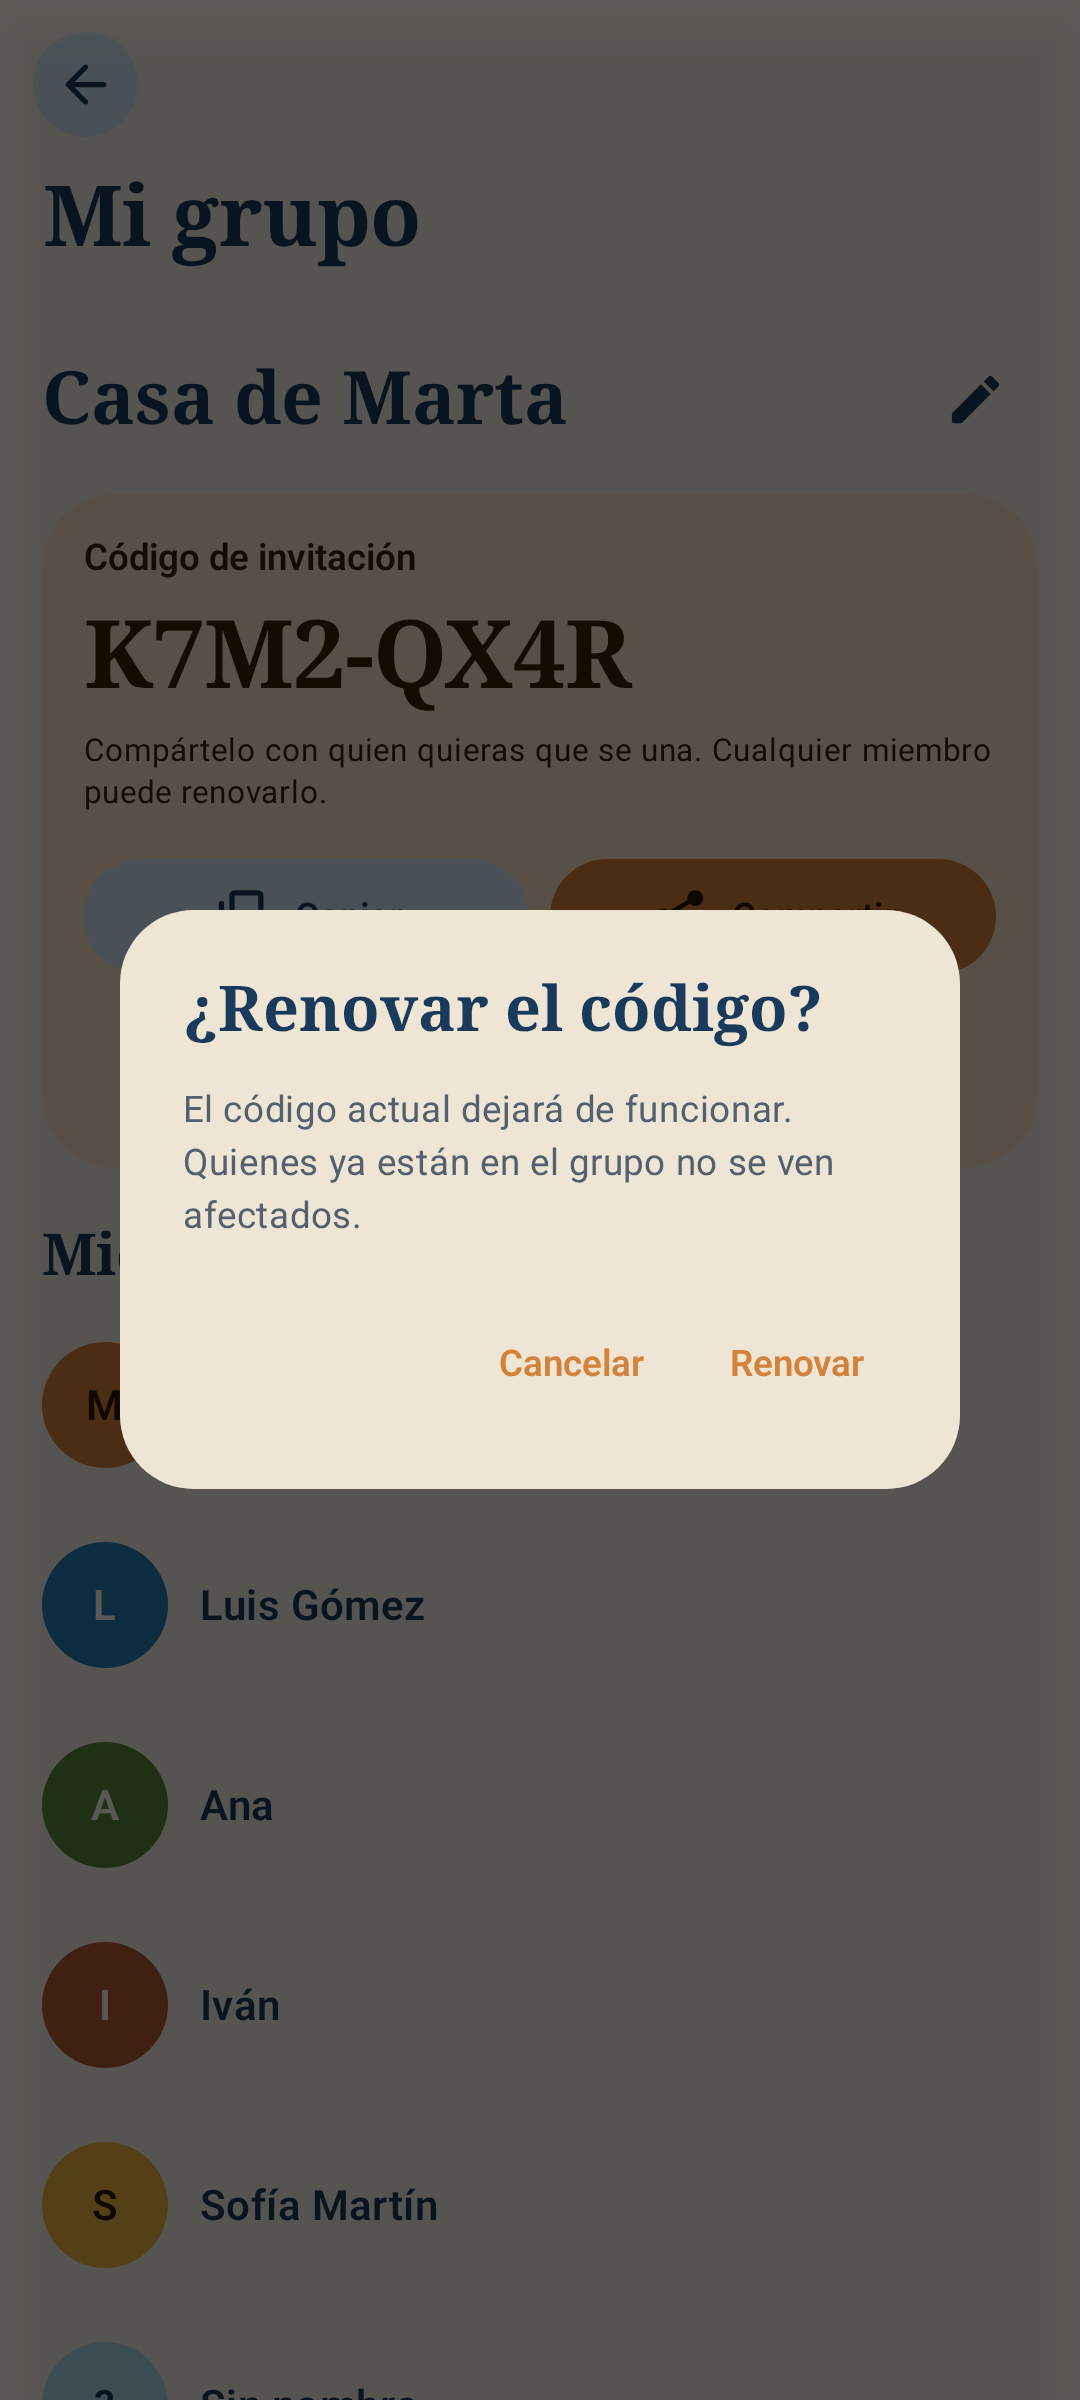 Mi grupo
Casa de Marta
Código de invitación
K7M2-QX4R
Compártelo con quien quieras que se una. Cualquier miembro
puede renovarlo.
¿Renovar el código?
El código actual dejará de funcionar.
Quienes ya están en el grupo no se ven
afectados.
Cancelar Renovar
M
L Luis Gómez
A Ana
I Iván
S Sofía Martín